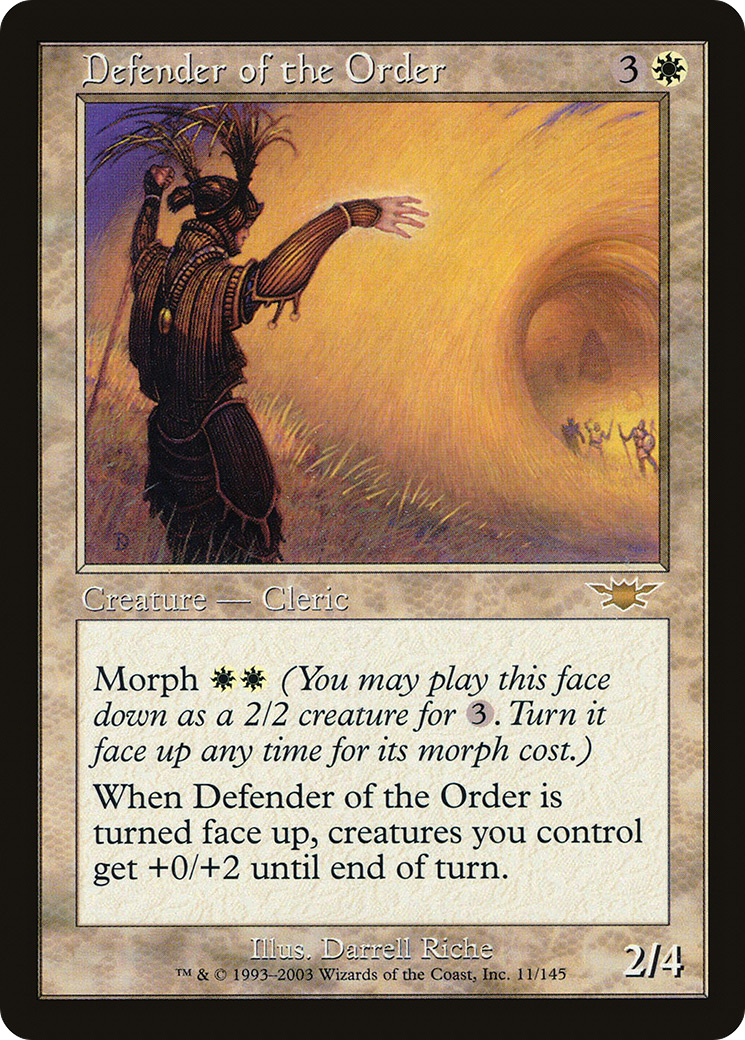 Defender of the Order 3
Creature — Cleric
Morph (You may play this face
down as a 2/2 creature for 3. Turn it
face up any time for its morph cost.)
When Defender of the Order is
turned face up, creatures you control
get +0/+2 until end of turn.
Illus. Darrell Riche
™ & © 1993–2003 Wizards of the Coast, Inc. 11/145
2/4